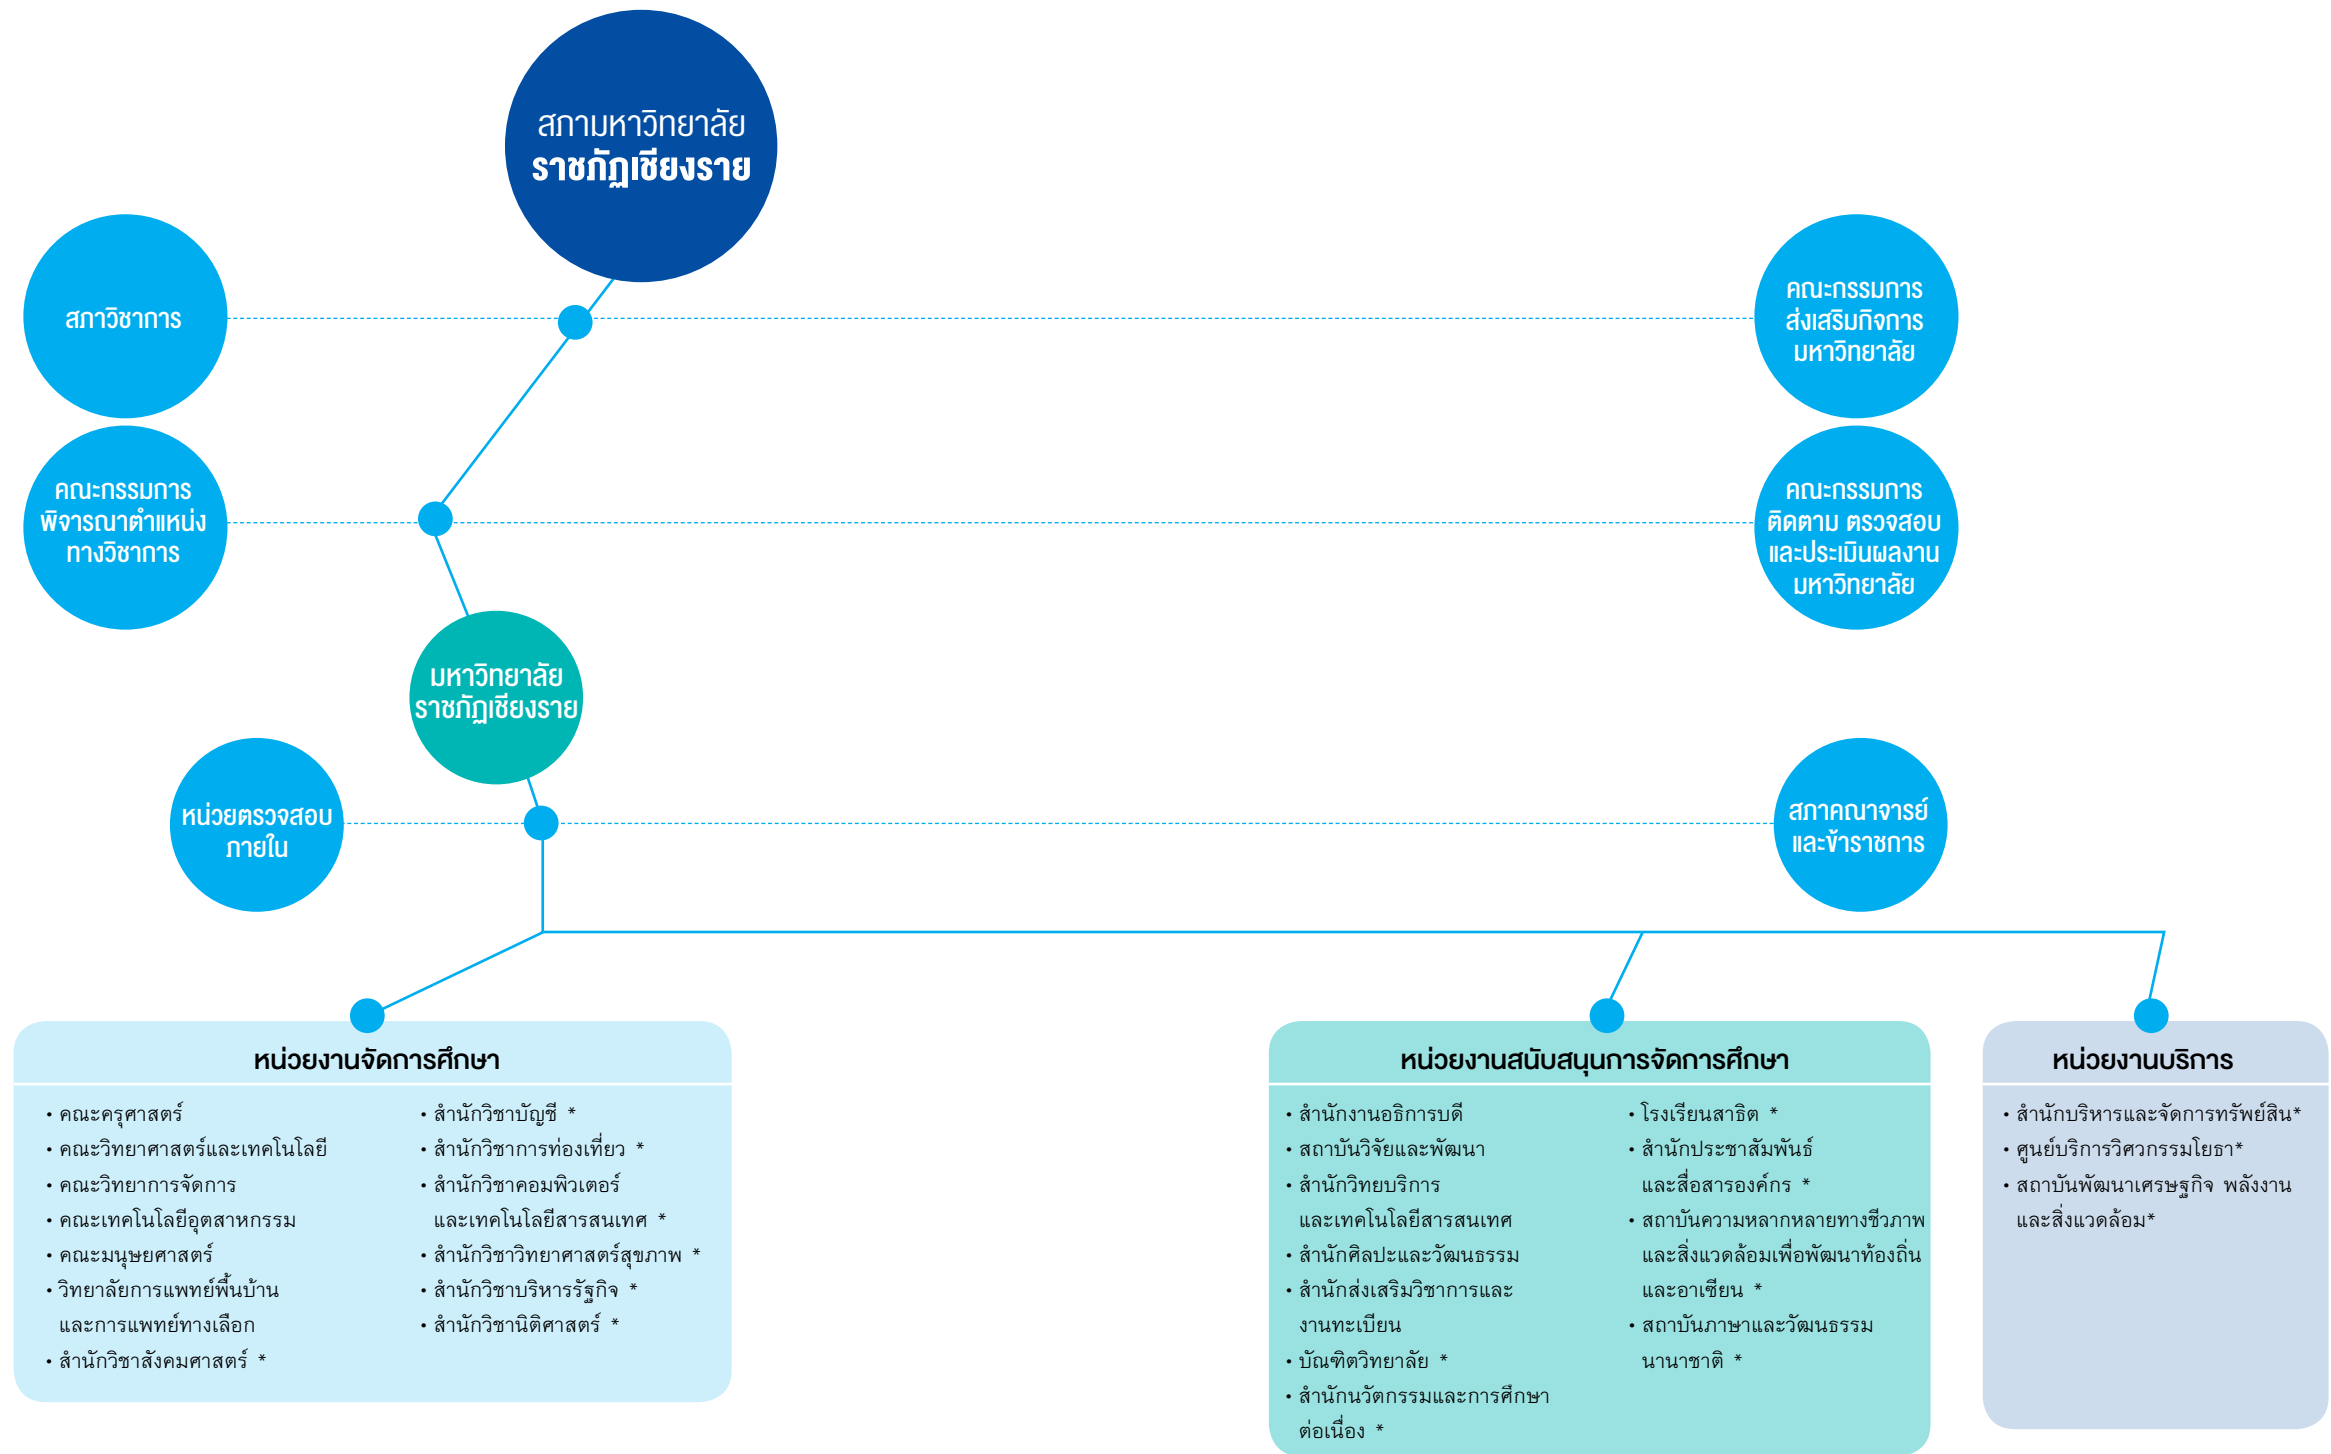 สภามหาวิทยาลัย
ราชภัฏเชียงราย
สภาวิชาการ
คณะกรรมการ
ส่งเสริมกิจการ
มหาวิทยาลัย
คณะกรรมการ
พิจารณาตำแหน่ง
ทางวิชาการ
คณะกรรมการ
ติดตาม ตรวจสอบ
และประเมินผลงาน
มหาวิทยาลัย
มหาวิทยาลัย
ราชภัฏเชียงราย
หน่วยตรวจสอบ
ภายใน
สภาคณาจารย์
และข้าราชการ
หน่วยงานจัดการศึกษา
• คณะครุศาสตร์
• คณะวิทยาศาสตร์และเทคโนโลยี
• คณะวิทยาการจัดการ
• คณะเทคโนโลยีอุตสาหกรรม
• คณะมนุษยศาสตร์
• วิทยาลัยการแพทย์พื้นบ้าน
และการแพทย์ทางเลือก
• สำนักวิชาสังคมศาสตร์ *
• สำนักวิชาบัญชี *
• สำนักวิชาการท่องเที่ยว *
• สำนักวิชาคอมพิวเตอร์
และเทคโนโลยีสารสนเทศ *
• สำนักวิชาวิทยาศาสตร์สุขภาพ *
• สำนักวิชาบริหารรัฐกิจ *
• สำนักวิชานิติศาสตร์ *
หน่วยงานสนับสนุนการจัดการศึกษา
• สำนักงานอธิการบดี
• สถาบันวิจัยและพัฒนา
• สำนักวิทยบริการ
และเทคโนโลยีสารสนเทศ
• สำนักศิลปะและวัฒนธรรม
• สำนักส่งเสริมวิชาการและ
งานทะเบียน
• บัณฑิตวิทยาลัย *
• สำนักนวัตกรรมและการศึกษา
ต่อเนื่อง *
• โรงเรียนสาธิต *
• สำนักประชาสัมพันธ์
และสื่อสารองค์กร *
• สถาบันความหลากหลายทางชีวภาพ
และสิ่งแวดล้อมเพื่อพัฒนาท้องถิ่น
และอาเซียน *
• สถาบันภาษาและวัฒนธรรม
นานาชาติ *
หน่วยงานบริการ
• สำนักบริหารและจัดการทรัพย์สิน*
• ศูนย์บริการวิศวกรรมโยธา*
• สถาบันพัฒนาเศรษฐกิจ พลังงาน
และสิ่งแวดล้อม*